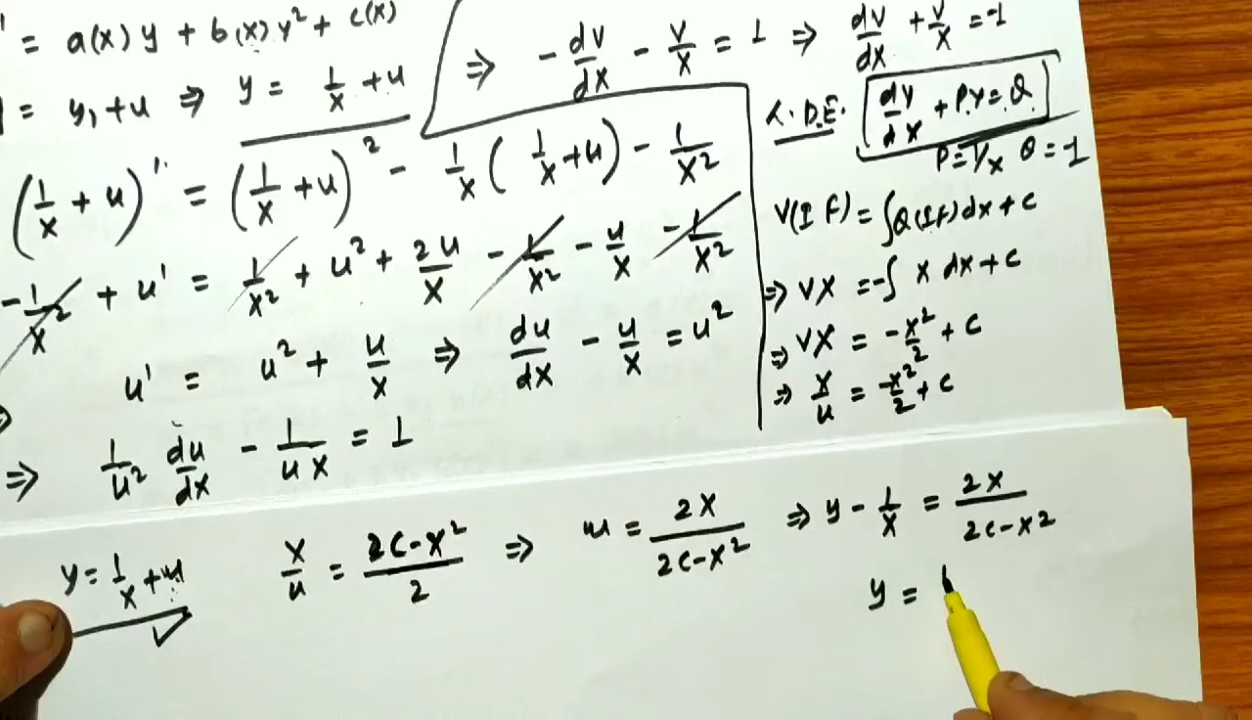 ' = a(x) y + b(x) y² + c(x)
= y₁ + u ⇒ y = 1/x + u
(1/x + u)' = (1/x + u)² - 1/x (1/x + u) - 1/x²
-1/x² + u' = 1/x² + u² + 2u/x - 1/x² - u/x - 1/x²
u' = u² + u/x ⇒ du/dx - u/x = u²
⇒ 1/u² du/dx - 1/ux = 1
⇒ -dv/dx - v/x = 1 ⇒ dv/dx + v/x = -1
L.D.E. dy/dx + P.y = Q
P = 1/x Q = -1
V(I F) = ∫Q(IF)dx + c
⇒ vx = -∫ x dx + c
⇒ vx = -x²/2 + c
⇒ x/u = -x²/2 + c
y = 1/x + u x/u = 2c-x²/2 ⇒ u = 2x/2c-x² ⇒ y - 1/x = 2x/2c-x²
y =